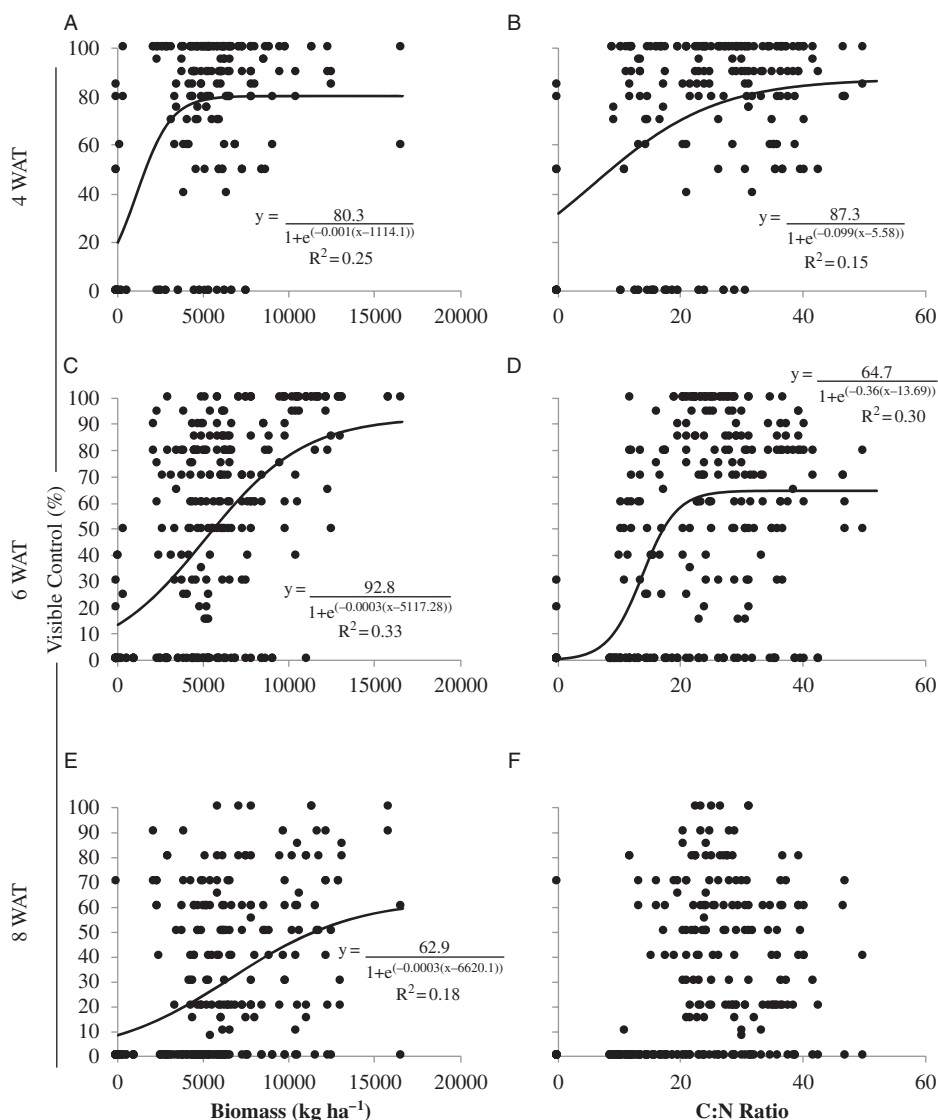 A
B
100
80
60
40
20
0
y = 80.3
1+e(−0.001(x−1114.1))
R2 = 0.25
0 5000 10000 15000 20000
100
80
60
40
20
0
y = 87.3
1+e(−0.099(x−5.58))
R2 = 0.15
0 20 40 60
4 WAT
C
D
100
90
80
70
60
50
40
30
20
10
0
y = 92.8
1+e(−0.0003(x−5117.28))
R2 = 0.33
0 5000 10000 15000 20000
100
90
80
70
60
50
40
30
20
10
0
y = 64.7
1+e(−0.36(x−13.69))
R2 = 0.30
0 20 40 60
6 WAT
Visible Control (%)
E
F
100
90
80
70
60
50
40
30
20
10
0
y = 62.9
1+e(−0.0003(x−6620.1))
R2 = 0.18
0 5000 10000 15000 20000
Biomass (kg ha−1)
100
90
80
70
60
50
40
30
20
10
0
0 20 40 60
C:N Ratio
8 WAT